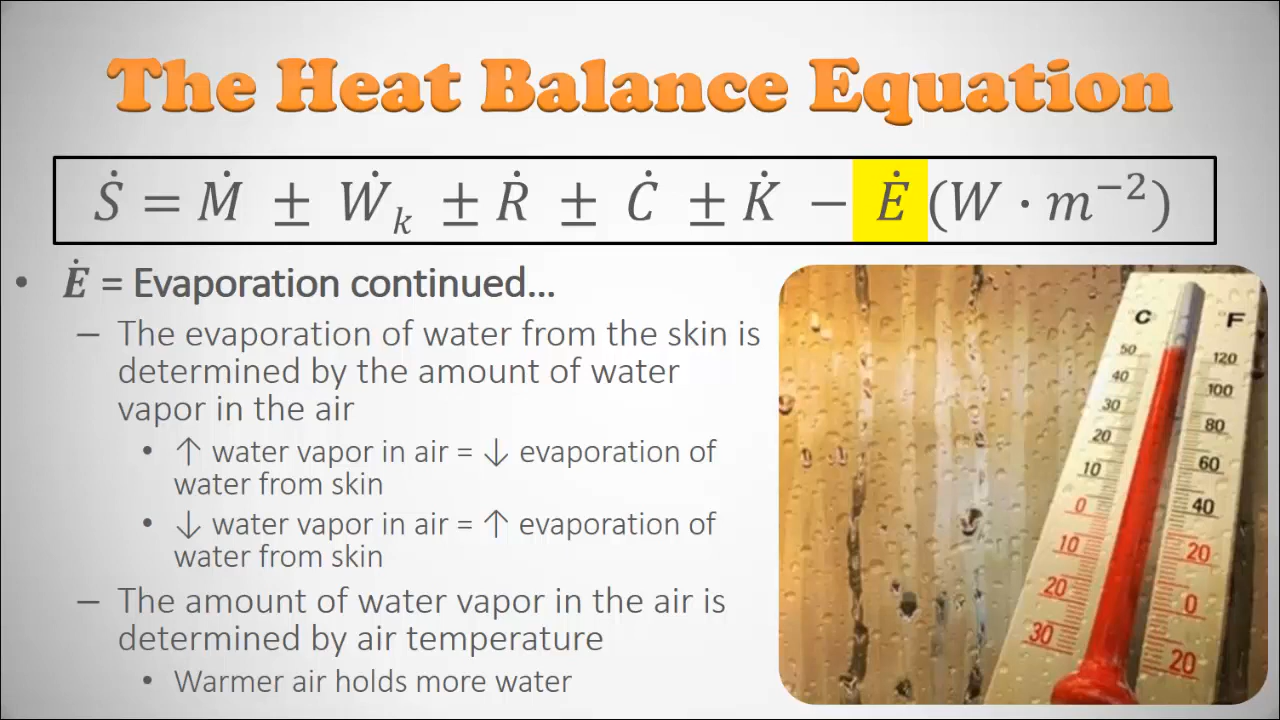 The Heat Balance Equation
Ṡ = Ṁ ± Ẇₖ ± Ṙ ± Ċ ± K̇ − Ė (W · m⁻²)
• Ė = Evaporation continued...
– The evaporation of water from the skin is
determined by the amount of water
vapor in the air
• ↑ water vapor in air = ↓ evaporation of
water from skin
• ↓ water vapor in air = ↑ evaporation of
water from skin
– The amount of water vapor in the air is
determined by air temperature
• Warmer air holds more water
C F
50 120
40 100
30 80
20 60
10 40
0 20
10 0
20 20
30